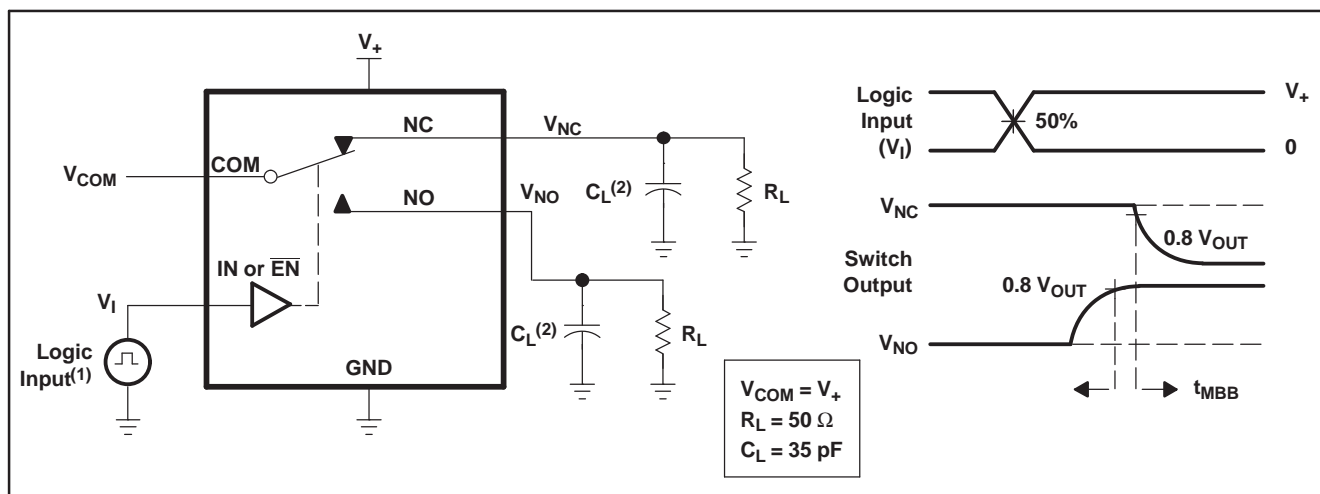 V+
NC
VNC
COM
VCOM
CL(2)
RL
NO
VNO
IN or E̅N̅
VI
CL(2)
RL
Logic
Input(1)
GND
VCOM = V+
RL = 50 Ω
CL = 35 pF
Logic
Input
(VI)
V+
50%
0
VNC
0.8 VOUT
Switch
Output
0.8 VOUT
VNO
tMBB